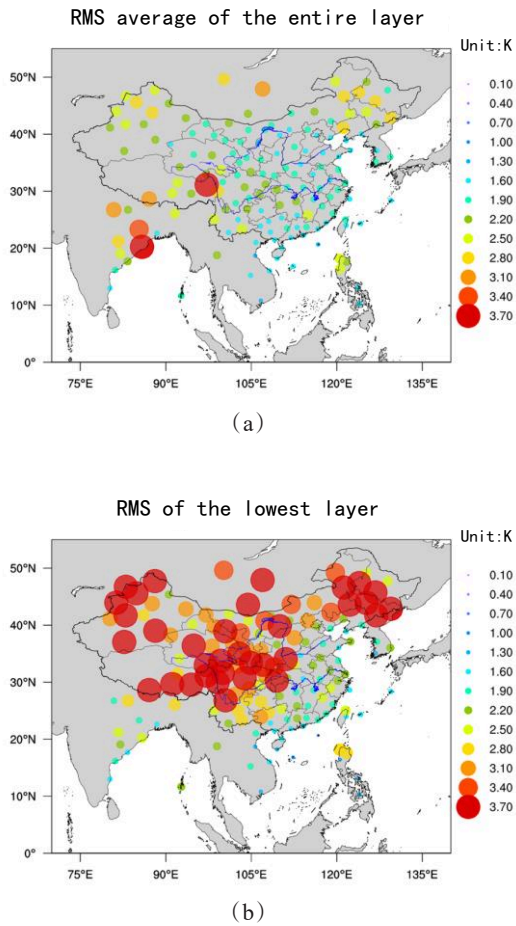 RMS average of the entire layer
Unit:K
50°N
40°N
30°N
20°N
10°N
0°
75°E 90°E 105°E 120°E 135°E
0.10
0.40
0.70
1.00
1.30
1.60
1.90
2.20
2.50
2.80
3.10
3.40
3.70
(a)
RMS of the lowest layer
Unit:K
50°N
40°N
30°N
20°N
10°N
0°
75°E 90°E 105°E 120°E 135°E
0.10
0.40
0.70
1.00
1.30
1.60
1.90
2.20
2.50
2.80
3.10
3.40
3.70
(b)